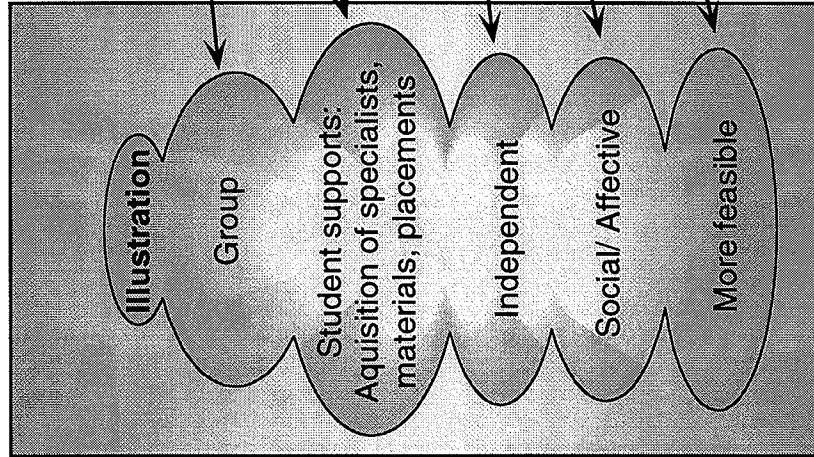 Illustration
Group
Student supports:
Aquisition of specialists,
materials, placements
Independent
Social/ Affective
More feasible